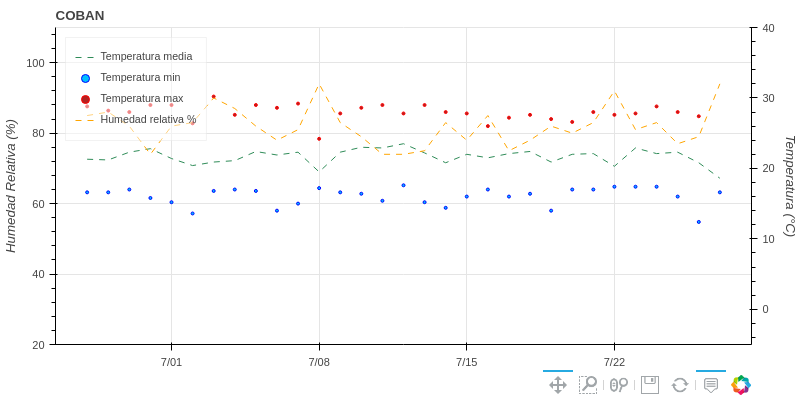 COBAN
Temperatura media
Temperatura min
Temperatura max
Humedad relativa %
Humedad Relativa (%)
100
80
60
40
20
40
30
20
10
0
Temperatura (°C)
7/01
7/08
7/15
7/22